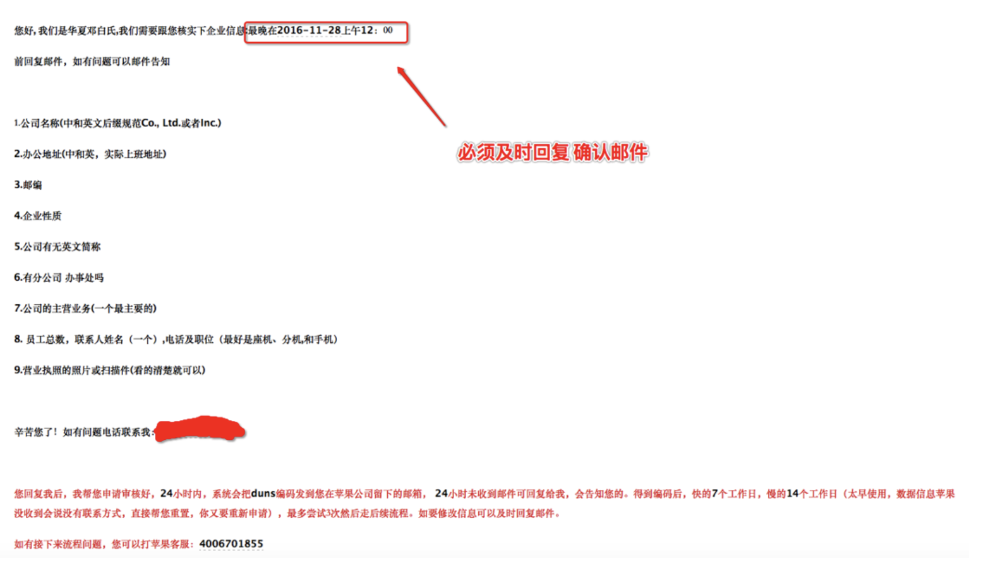 您好,我们是华夏邓白氏,我们需要跟您核实下企业信息:最晚在2016-11-28上午12：00
前回复邮件，如有问题可以邮件告知
必须及时回复 确认邮件
1.公司名称(中和英文后缀规范Co., Ltd.或者Inc.)
2.办公地址(中和英，实际上班地址)
3.邮编
4.企业性质
5.公司有无英文简称
6.有分公司 办事处吗
7.公司的主营业务(一个最主要的)
8. 员工总数，联系人姓名（一个）,电话及职位（最好是座机、分机,和手机）
9.营业执照的照片或扫描件(看的清楚就可以)
辛苦您了！如有问题电话联系我:
您回复我后，我帮您申请审核好，24小时内，系统会把duns编码发到您在苹果公司留下的邮箱， 24小时未收到邮件可回复给我，会告知您的。得到编码后，快的7个工作日，慢的14个工作日（太早使用，数据信息苹果
没收到会说没有联系方式，直接帮您重置，你又要重新申请），最多尝试3次然后走后续流程。如要修改信息可以及时回复邮件。
如有接下来流程问题，您可以打苹果客服：4006701855